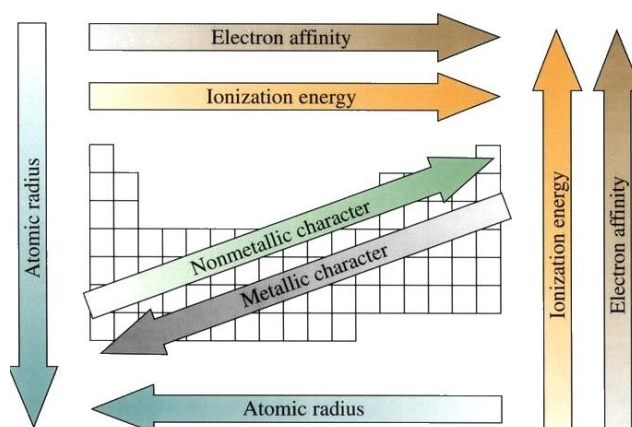 Electron affinity
Ionization energy
Atomic radius
Nonmetallic character
Metallic character
Ionization energy
Electron affinity
Atomic radius